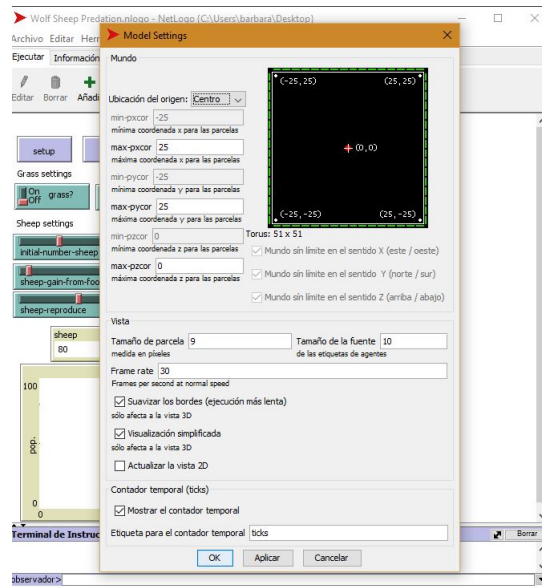 Wolf Sheep Predation.nlogo - NetLogo {C:\Users\barbara\Desktop}
Archivo Editar Herr
Model Settings
Ejecutar Información
Editar Borrar Añadi
setup
Grass settings
On
Off
grass?
Sheep settings
initial-number-sheep
sheep-gain-from-foo
sheep-reproduce
sheep
80
100
pop.
0
0
Mundo
Ubicación del origen: Centro
min-pxcor -25
mínima coordenada x para las parcelas
max-pxcor 25
máxima coordenada x para las parcelas
min-pycor -25
mínima coordenada y para las parcelas
max-pycor 25
máxima coordenada y para las parcelas
min-pzcor 0
mínima coordenada z para las parcelas
max-pzcor 0
máxima coordenada z para las parcelas
(-25,25) (25,25)
(0,0)
(-25,-25) (25,-25)
Torus: 51 x 51
Mundo sin límite en el sentido X (este / oeste)
Mundo sin límite en el sentido Y (norte / sur)
Mundo sin límite en el sentido Z (arriba / abajo)
Vista
Tamaño de parcela 9
medida en píxeles
Tamaño de la fuente 10
de las etiquetas de agentes
Frame rate 30
Frames per second at normal speed
Suavizar los bordes (ejecución más lenta)
sólo afecta a la vista 3D
Visualización simplificada
sólo afecta a la vista 3D
Actualizar la vista 2D
Contador temporal (ticks)
Mostrar el contador temporal
Etiqueta para el contador temporal ticks
OK Aplicar Cancelar
Terminal de Instruc
Borrar
observador>